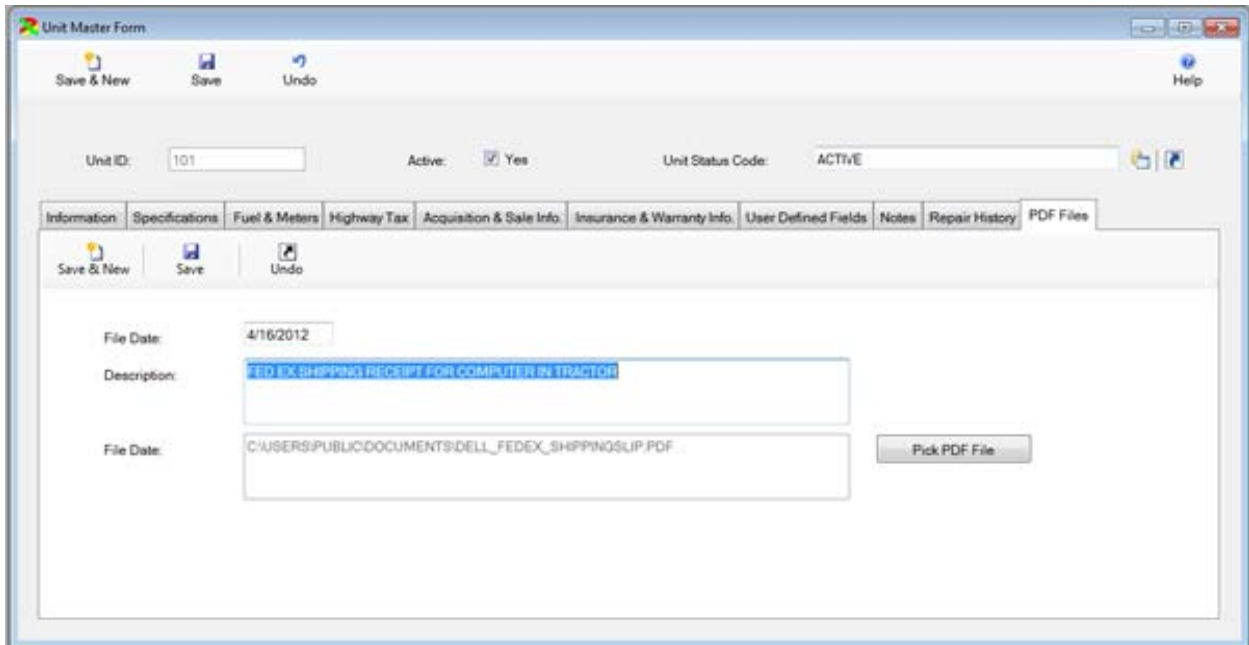 Unit Master Form
Save & New Save Undo Help
Unit ID: 101 Active: Yes Unit Status Code: ACTIVE
Information Specifications Fuel & Meters Highway Tax Acquisition & Sale Info. Insurance & Warranty Info. User Defined Fields Notes Repair History PDF Files
Save & New Save Undo
File Date: 4/16/2012
Description: FED EX SHIPPING RECEIPT FOR COMPUTER IN TRACTOR
File Date: C:\USERS\PUBLIC\DOCUMENTS\DELL_FEDEX_SHIPPINGSLIP.PDF Pick PDF File